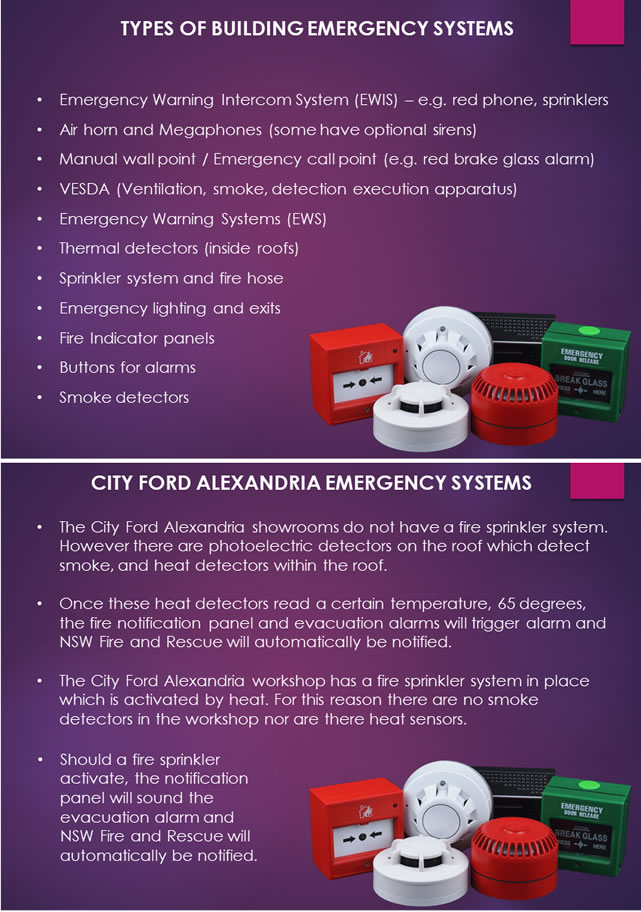 TYPES OF BUILDING EMERGENCY SYSTEMS
• Emergency Warning Intercom System (EWIS) – e.g. red phone, sprinklers
• Air horn and Megaphones (some have optional sirens)
• Manual wall point / Emergency call point (e.g. red brake glass alarm)
• VESDA (Ventilation, smoke, detection execution apparatus)
• Emergency Warning Systems (EWS)
• Thermal detectors (inside roofs)
• Sprinkler system and fire hose
• Emergency lighting and exits
• Fire Indicator panels
• Buttons for alarms
• Smoke detectors
EMERGENCY
DOOR RELEASE
BREAK GLASS
PRESS HERE
CITY FORD ALEXANDRIA EMERGENCY SYSTEMS
• The City Ford Alexandria showrooms do not have a fire sprinkler system.
However there are photoelectric detectors on the roof which detect
smoke, and heat detectors within the roof.
• Once these heat detectors read a certain temperature, 65 degrees,
the fire notification panel and evacuation alarms will trigger alarm and
NSW Fire and Rescue will automatically be notified.
• The City Ford Alexandria workshop has a fire sprinkler system in place
which is activated by heat. For this reason there are no smoke
detectors in the workshop nor are there heat sensors.
• Should a fire sprinkler
activate, the notification
panel will sound the
evacuation alarm and
NSW Fire and Rescue will
automatically be notified.
EMERGENCY
DOOR RELEASE
BREAK GLASS
PRESS HERE